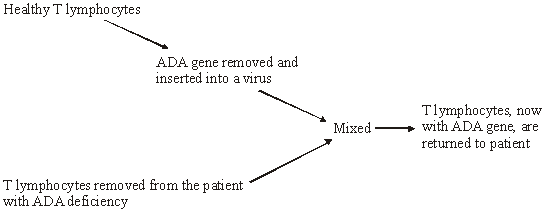 Healthy T lymphocytes
ADA gene removed and
inserted into a virus
Mixed
T lymphocytes, now
with ADA gene, are
returned to patient
T lymphocytes removed from the patient
with ADA deficiency